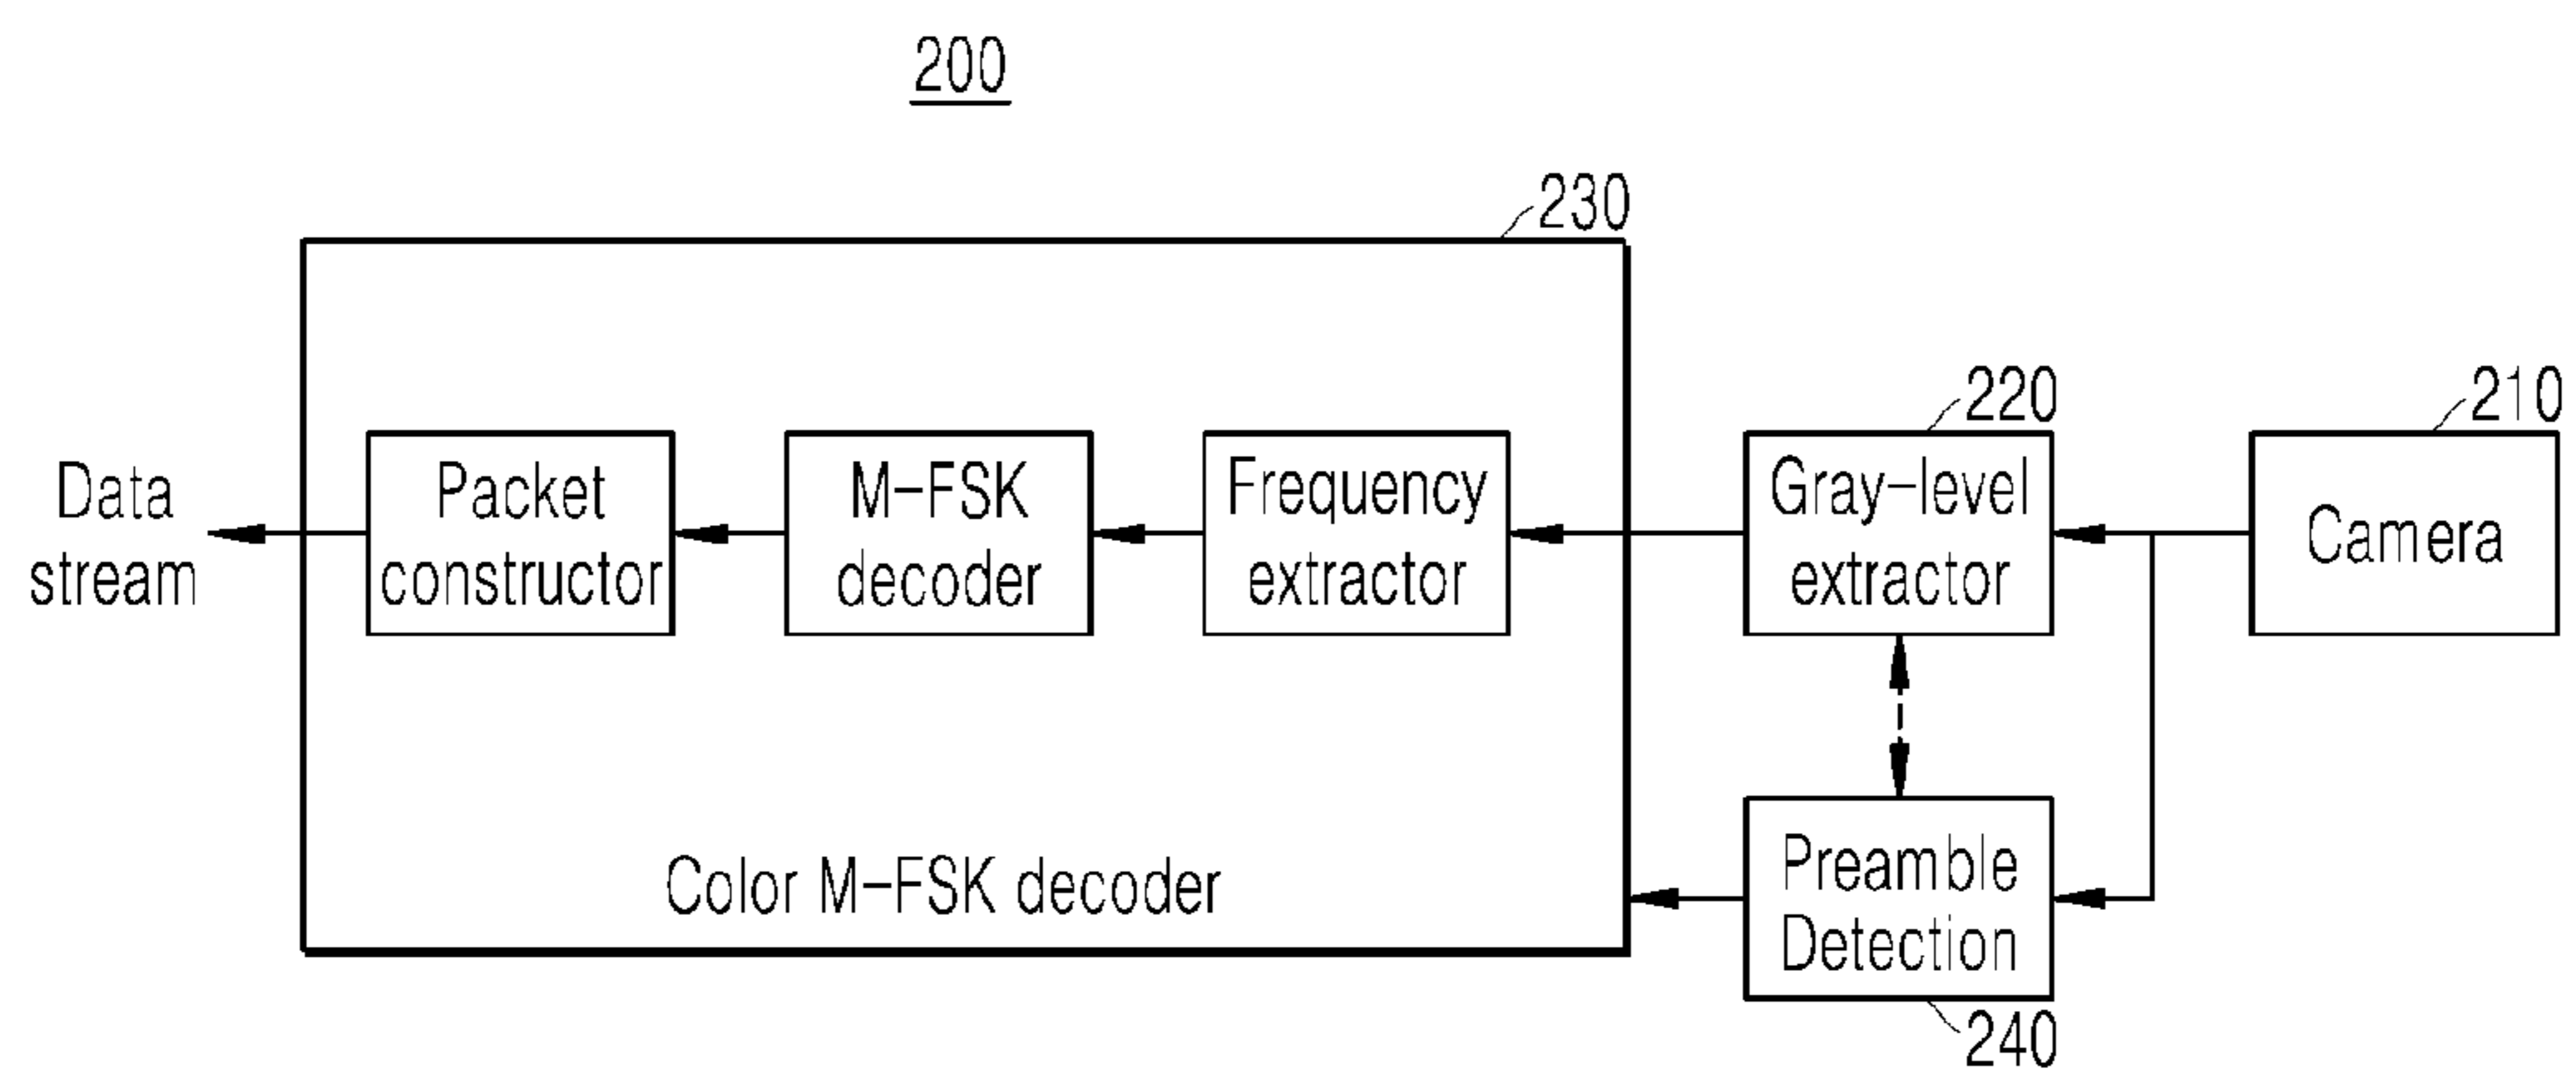 200
230
220
210
Data
stream
Packet
constructor
M-FSK
decoder
Frequency
extractor
Gray-level
extractor
Camera
Color M-FSK decoder
Preamble
Detection
240